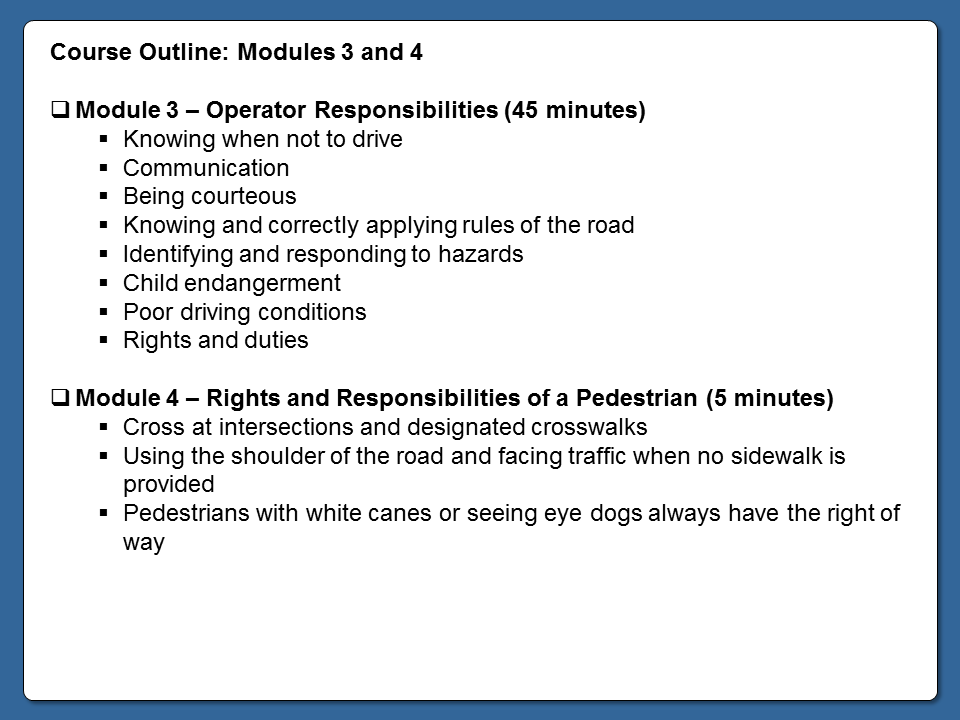 Course Outline: Modules 3 and 4
❑ Module 3 – Operator Responsibilities (45 minutes)
▪ Knowing when not to drive
▪ Communication
▪ Being courteous
▪ Knowing and correctly applying rules of the road
▪ Identifying and responding to hazards
▪ Child endangerment
▪ Poor driving conditions
▪ Rights and duties
❑ Module 4 – Rights and Responsibilities of a Pedestrian (5 minutes)
▪ Cross at intersections and designated crosswalks
▪ Using the shoulder of the road and facing traffic when no sidewalk is
provided
▪ Pedestrians with white canes or seeing eye dogs always have the right of
way